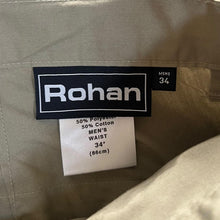 Rohan
MENS
34
50% Polyester
50% Cotton
MEN'S
WAIST
34"
(86cm)